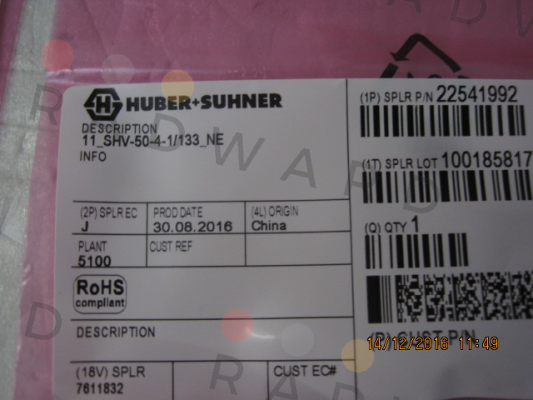 HUBER+SUHNER
DESCRIPTION
11_SHV-50-4-1/133_NE
INFO
(2P) SPLR EC
J
PROD DATE
30.08.2016
(4L) ORIGIN
China
PLANT
5100
CUST REF
RoHS
compliant
DESCRIPTION
(18V) SPLR
7611832
CUST EC#
(1P) SPLR P/N 22541992
(1T) SPLR LOT 100185817
(Q) QTY 1
(P) CUST P/N
14/12/2016 11:49
RADWARD